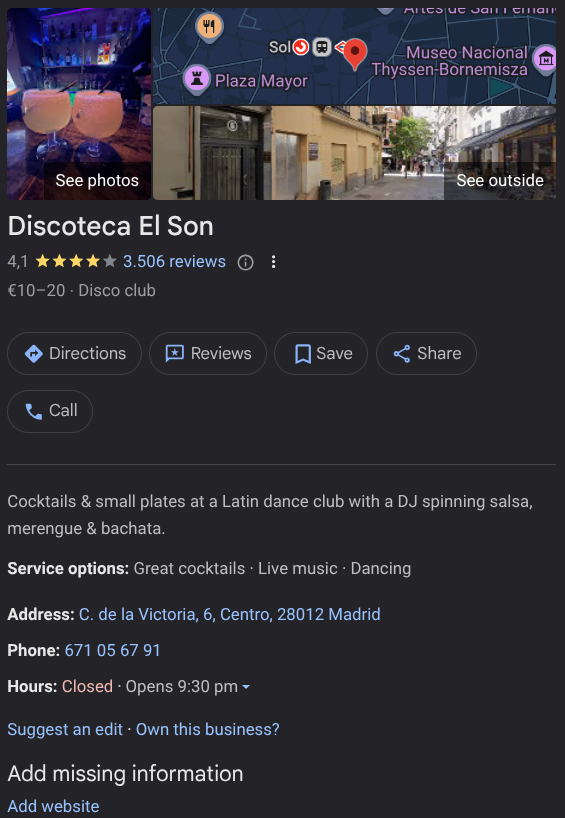 Artes de San Fernan
Sol
Museo Nacional
Thyssen-Bornemisza
Plaza Mayor
See photos
See outside
Discoteca El Son
4,1 3.506 reviews
€10–20 · Disco club
Directions
Reviews
Save
Share
Call
Cocktails & small plates at a Latin dance club with a DJ spinning salsa,
merengue & bachata.
Service options: Great cocktails · Live music · Dancing
Address: C. de la Victoria, 6, Centro, 28012 Madrid
Phone: 671 05 67 91
Hours: Closed · Opens 9:30 pm
Suggest an edit · Own this business?
Add missing information
Add website